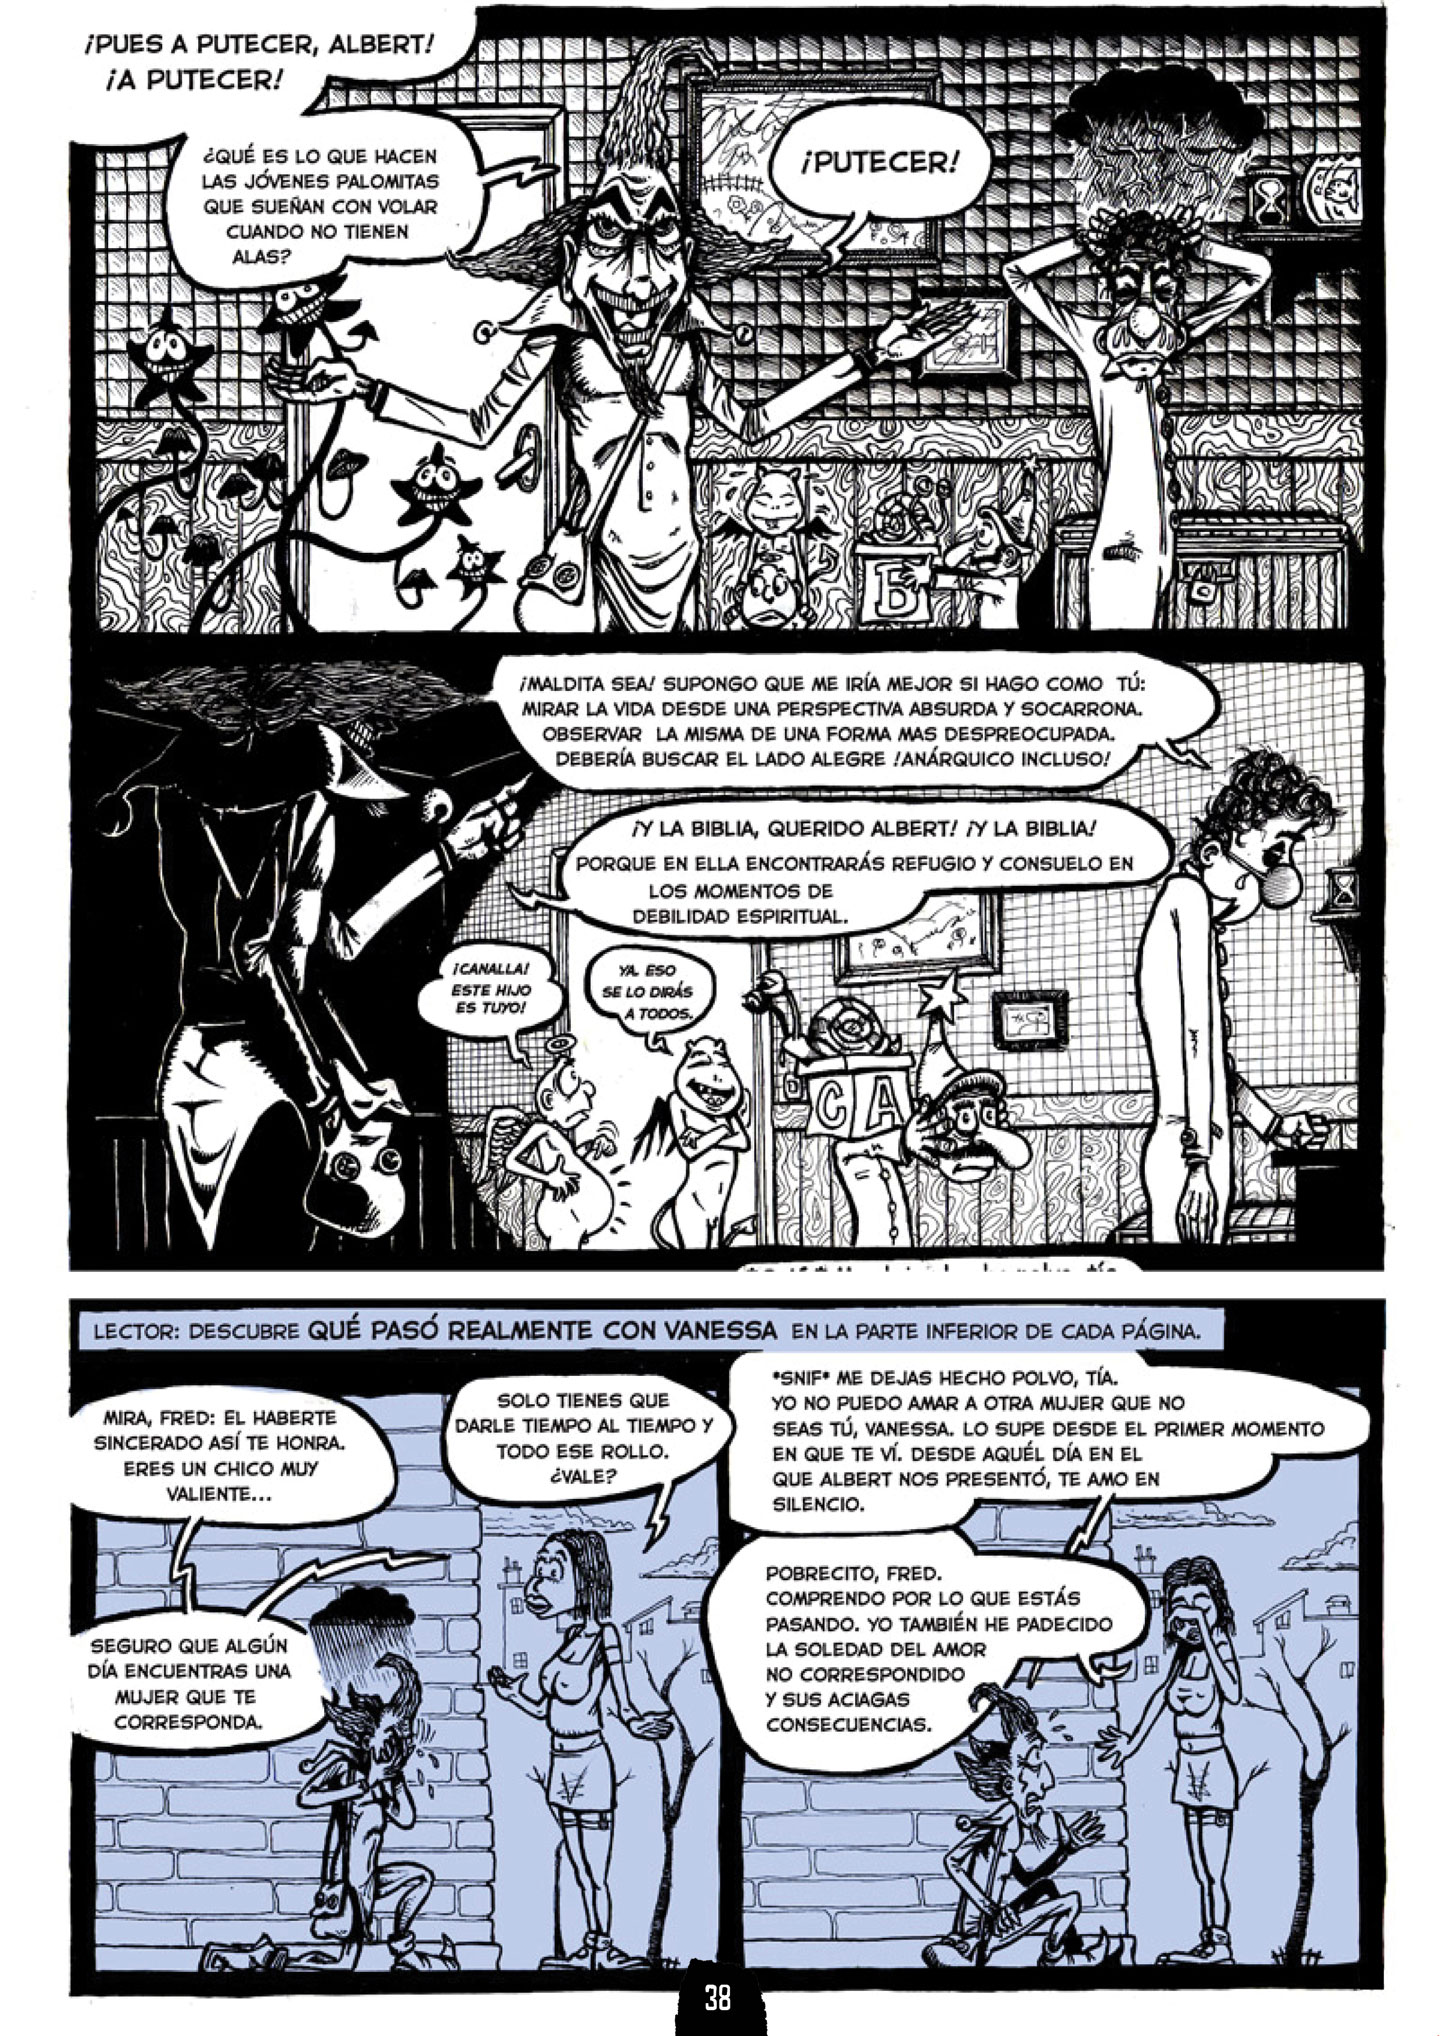 ¡PUES A PUTECER, ALBERT!
¡A PUTECER!
¿QUÉ ES LO QUE HACEN
LAS JÓVENES PALOMITAS
QUE SUEÑAN CON VOLAR
CUANDO NO TIENEN
ALAS?
¡PUTECER!
B
¡MALDITA SEA! SUPONGO QUE ME IRÍA MEJOR SI HAGO COMO TÚ:
MIRAR LA VIDA DESDE UNA PERSPECTIVA ABSURDA Y SOCARRONA.
OBSERVAR LA MISMA DE UNA FORMA MAS DESPREOCUPADA.
DEBERÍA BUSCAR EL LADO ALEGRE !ANÁRQUICO INCLUSO!
¡Y LA BIBLIA, QUERIDO ALBERT! ¡Y LA BIBLIA!
PORQUE EN ELLA ENCONTRARÁS REFUGIO Y CONSUELO EN
LOS MOMENTOS DE
DEBILIDAD ESPIRITUAL.
¡CANALLA!
ESTE HIJO
ES TUYO!
YA. ESO
SE LO DIRÁS
A TODOS.
CA
LECTOR: DESCUBRE QUÉ PASÓ REALMENTE CON VANESSA EN LA PARTE INFERIOR DE CADA PÁGINA.
MIRA, FRED: EL HABERTE
SINCERADO ASÍ TE HONRA.
ERES UN CHICO MUY
VALIENTE...
SOLO TIENES QUE
DARLE TIEMPO AL TIEMPO Y
TODO ESE ROLLO.
¿VALE?
SEGURO QUE ALGÚN
DÍA ENCUENTRAS UNA
MUJER QUE TE
CORRESPONDA.
*SNIF* ME DEJAS HECHO POLVO, TÍA.
YO NO PUEDO AMAR A OTRA MUJER QUE NO
SEAS TÚ, VANESSA. LO SUPE DESDE EL PRIMER MOMENTO
EN QUE TE VÍ. DESDE AQUÉL DÍA EN EL
QUE ALBERT NOS PRESENTÓ, TE AMO EN
SILENCIO.
POBRECITO, FRED.
COMPRENDO POR LO QUE ESTÁS
PASANDO. YO TAMBIÉN HE PADECIDO
LA SOLEDAD DEL AMOR
NO CORRESPONDIDO
Y SUS ACIAGAS
CONSECUENCIAS.
38